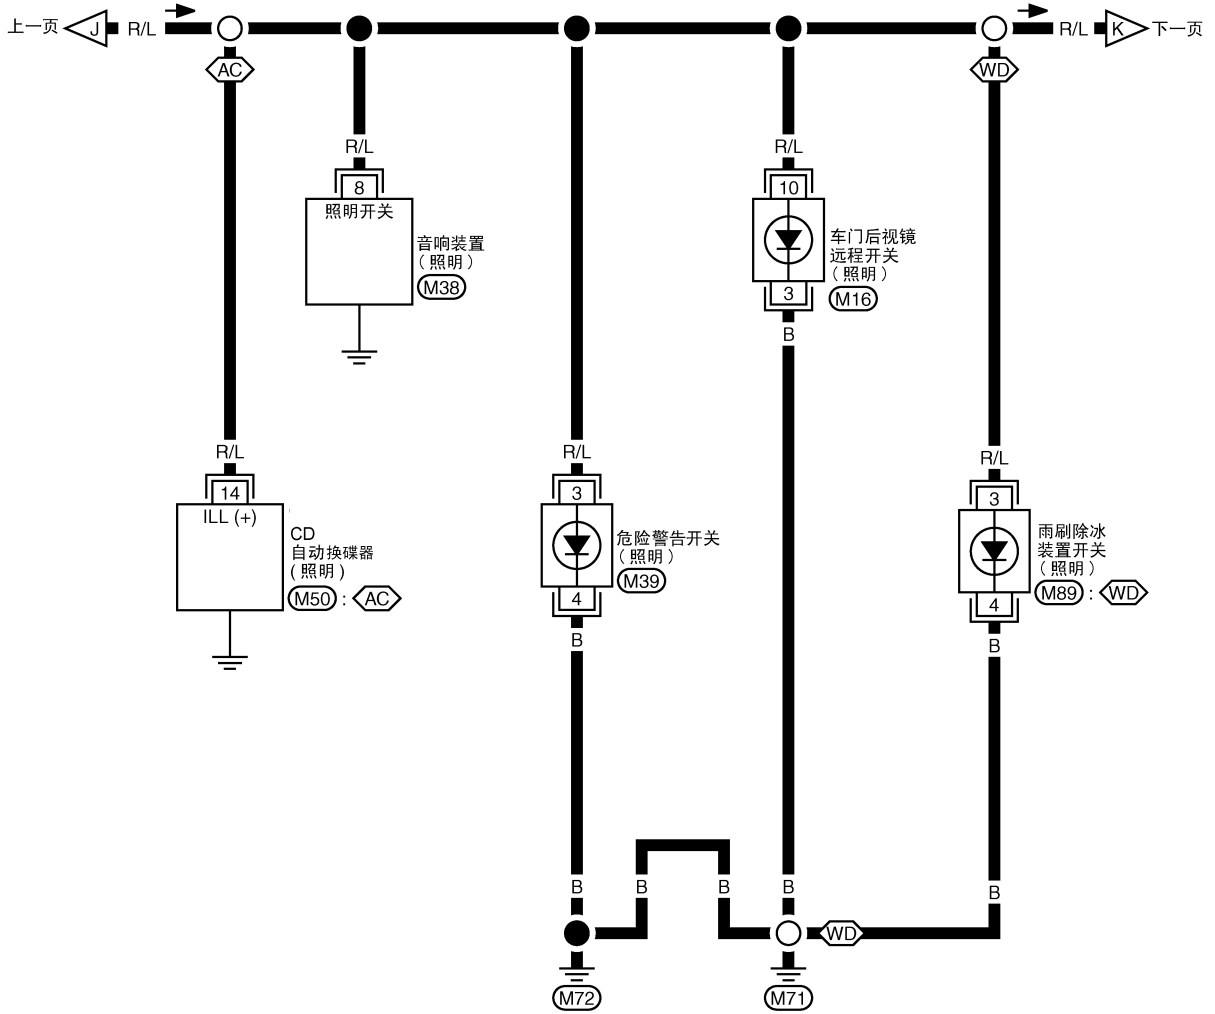 上一页 J R/L R/L K 下一页
AC WD
R/L R/L
8 10
照明开关
音响装置
(照明)
M38
车门后视镜
远程开关
(照明)
M16
3
B
R/L R/L R/L
14 3 3
ILL (+)
CD
自动换碟器
(照明)
M50 : AC
危险警告开关
(照明)
M39
雨刷除冰
装置开关
(照明)
M89 : WD
4 4
B B
B B B B B
WD
M72 M71